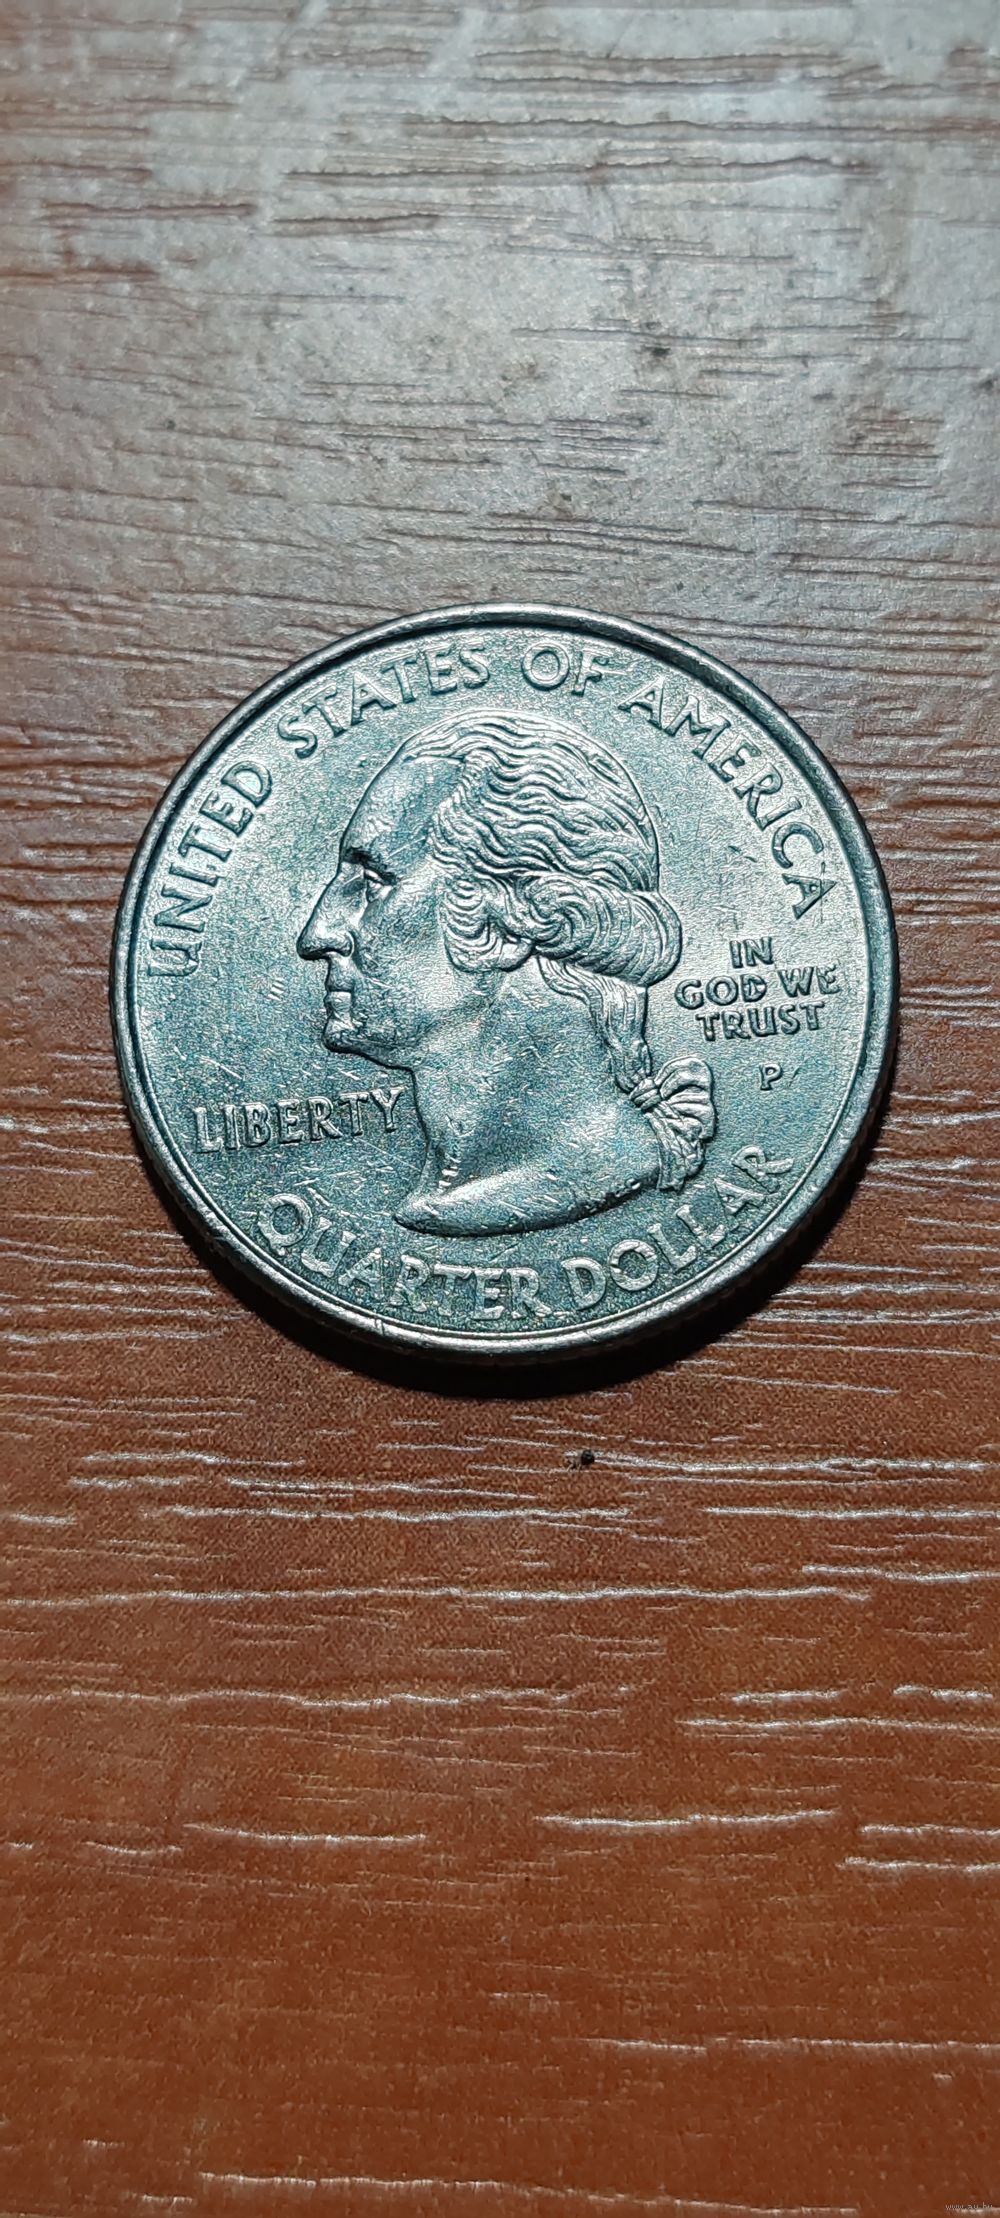 UNITED STATES OF AMERICA
IN
GOD WE
TRUST
P
LIBERTY
QUARTER DOLLAR